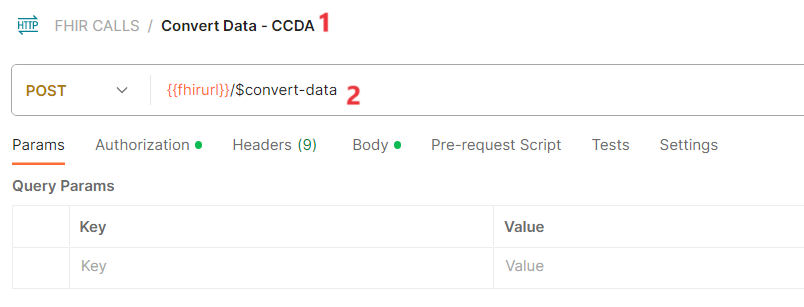 HTTP FHIR CALLS / Convert Data - CCDA 1
POST {{fhirurl}}/$convert-data 2
Params Authorization Headers (9) Body Pre-request Script Tests Settings
Query Params
Key Value
Key Value